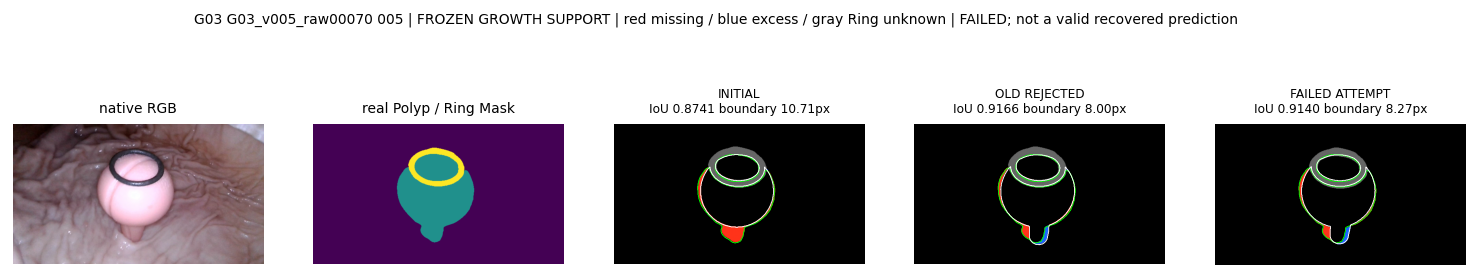 G03 G03_v005_raw00070 005 | FROZEN GROWTH SUPPORT | red missing / blue excess / gray Ring unknown | FAILED; not a valid recovered prediction
native RGB
real Polyp / Ring Mask
INITIAL
IoU 0.8741 boundary 10.71px
OLD REJECTED
IoU 0.9166 boundary 8.00px
FAILED ATTEMPT
IoU 0.9140 boundary 8.27px